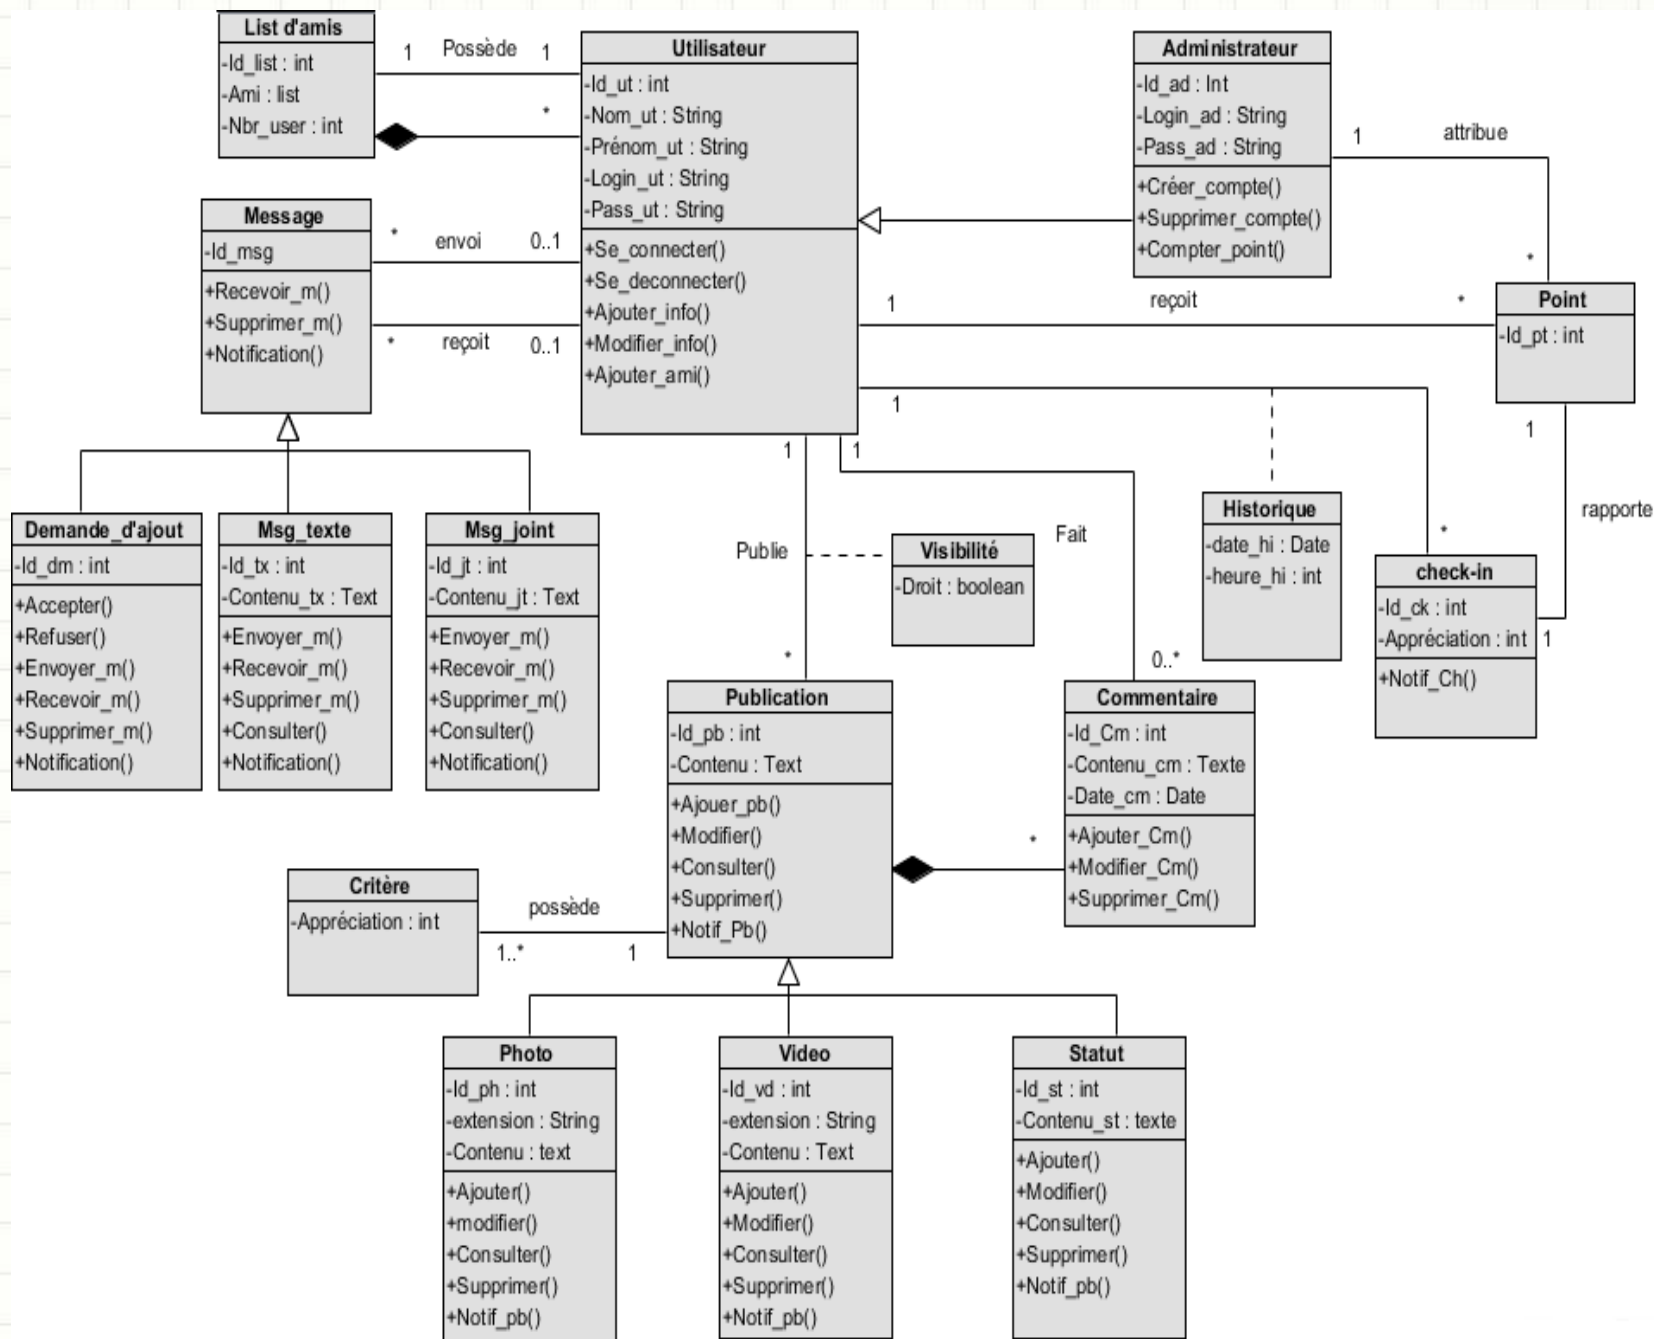 List d'amis
-Id_list : int
-Ami : list
-Nbr_user : int
1 Possède 1
*
Utilisateur
-Id_ut : int
-Nom_ut : String
-Prénom_ut : String
-Login_ut : String
-Pass_ut : String
+Se_connecter()
+Se_deconnecter()
+Ajouter_info()
+Modifier_info()
+Ajouter_ami()
Administrateur
-Id_ad : Int
-Login_ad : String
-Pass_ad : String
+Créer_compte()
+Supprimer_compte()
+Compter_point()
1 attribue
*
Message
-Id_msg
+Recevoir_m()
+Supprimer_m()
+Notification()
* envoi 0..1
* reçoit 0..1
1 reçoit *
Point
-Id_pt : int
1
1
rapporte
1
1 1
Demande_d'ajout
-Id_dm : int
+Accepter()
+Refuser()
+Envoyer_m()
+Recevoir_m()
+Supprimer_m()
+Notification()
Msg_texte
-Id_tx : int
-Contenu_tx : Text
+Envoyer_m()
+Recevoir_m()
+Supprimer_m()
+Consulter()
+Notification()
Msg_joint
-Id_jt : int
-Contenu_jt : Text
+Envoyer_m()
+Recevoir_m()
+Supprimer_m()
+Consulter()
+Notification()
Publie
*
Visibilité
-Droit : boolean
Fait
0..*
Historique
-date_hi : Date
-heure_hi : int
*
check-in
-Id_ck : int
-Appréciation : int
+Notif_Ch()
Publication
-Id_pb : int
-Contenu : Text
+Ajouer_pb()
+Modifier()
+Consulter()
+Supprimer()
+Notif_Pb()
*
Commentaire
-Id_Cm : int
-Contenu_cm : Texte
-Date_cm : Date
+Ajouter_Cm()
+Modifier_Cm()
+Supprimer_Cm()
Critère
-Appréciation : int
possède
1..* 1
Photo
-Id_ph : int
-extension : String
-Contenu : text
+Ajouter()
+modifier()
+Consulter()
+Supprimer()
+Notif_pb()
Video
-Id_vd : int
-extension : String
-Contenu : Text
+Ajouter()
+Modifier()
+Consulter()
+Supprimer()
+Notif_pb()
Statut
-Id_st : int
-Contenu_st : texte
+Ajouter()
+Modifier()
+Consulter()
+Supprimer()
+Notif_pb()